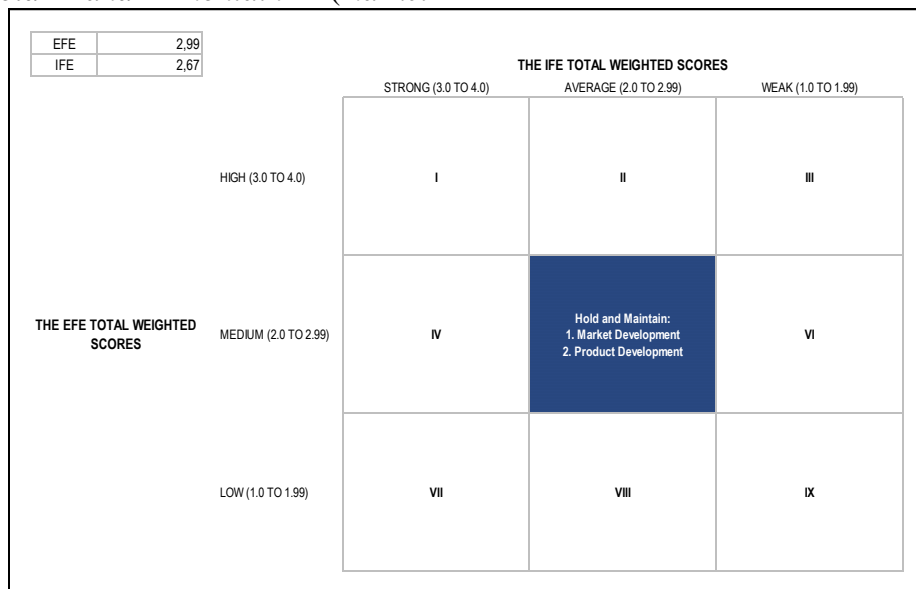 EFE 2,99
IFE 2,67
THE IFE TOTAL WEIGHTED SCORES
STRONG (3.0 TO 4.0) AVERAGE (2.0 TO 2.99) WEAK (1.0 TO 1.99)
HIGH (3.0 TO 4.0) I II III
THE EFE TOTAL WEIGHTED
SCORES
MEDIUM (2.0 TO 2.99) IV
Hold and Maintain:
1. Market Development
2. Product Development
VI
LOW (1.0 TO 1.99) VII VIII IX